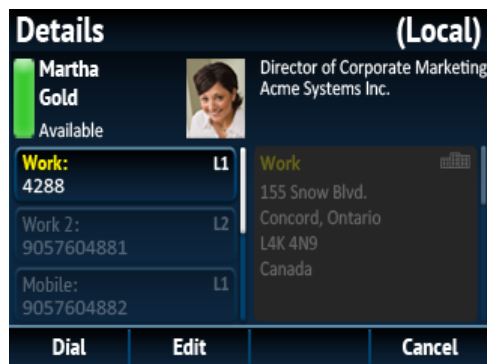 Details (Local)
Martha
Gold
Available
Director of Corporate Marketing
Acme Systems Inc.
Work: L1
4288
Work 2: L2
9057604881
Mobile: L1
9057604882
Work
155 Snow Blvd.
Concord, Ontario
L4K 4N9
Canada
Dial Edit Cancel